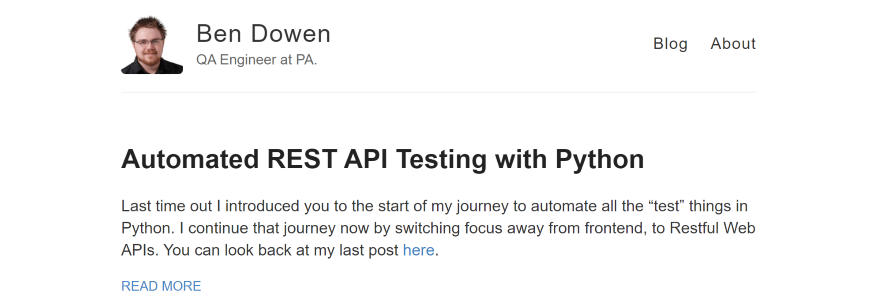 Ben Dowen
QA Engineer at PA.
Blog About
Automated REST API Testing with Python
Last time out I introduced you to the start of my journey to automate all the “test” things in
Python. I continue that journey now by switching focus away from frontend, to Restful Web
APIs. You can look back at my last post here.
READ MORE